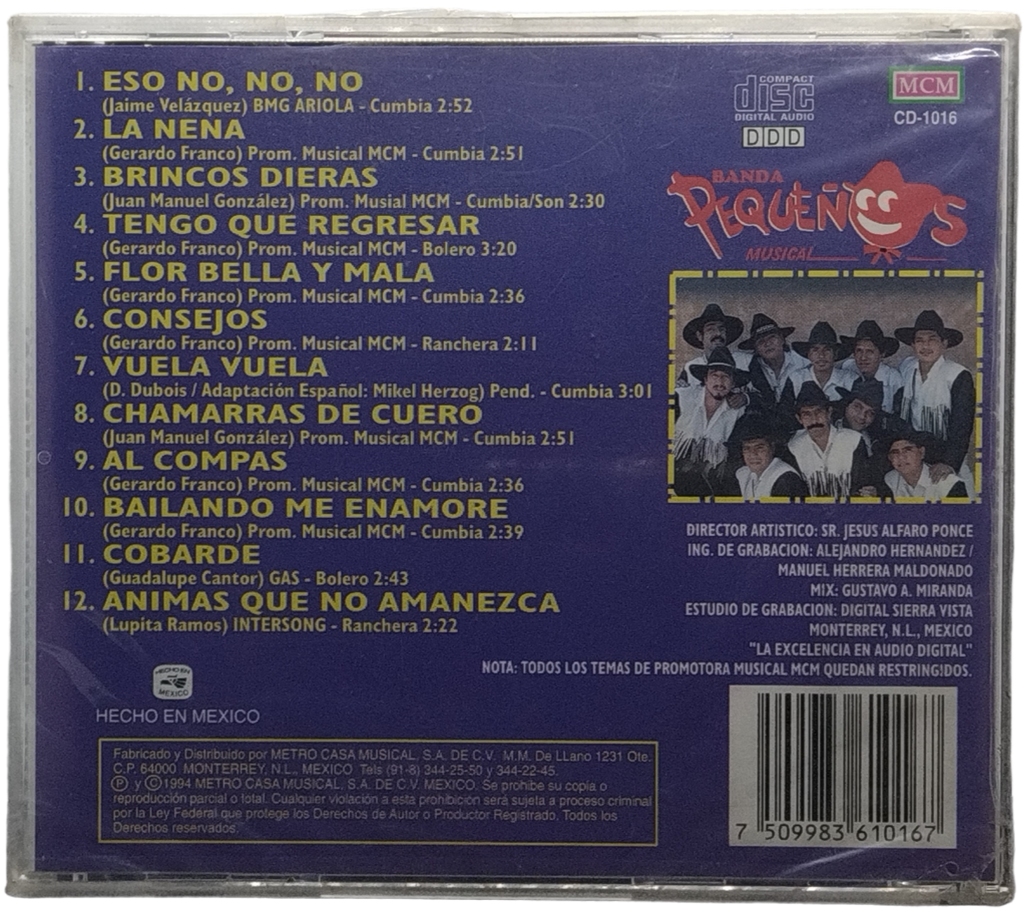 1. ESO NO, NO, NO
(Jaime Velázquez) BMG ARIOLA - Cumbia 2:52
2. LA NENA
(Gerardo Franco) Prom. Musical MCM - Cumbia 2:51
3. BRINCOS DIERAS
(Juan Manuel González) Prom. Musial MCM - Cumbia/Son 2:30
4. TENGO QUE REGRESAR
(Gerardo Franco) Prom. Musical MCM - Bolero 3:20
5. FLOR BELLA Y MALA
(Gerardo Franco) Prom. Musical MCM - Cumbia 2:36
6. CONSEJOS
(Gerardo Franco) Prom. Musical MCM - Ranchera 2:11
7. VUELA VUELA
(D. Dubois / Adaptación Español: Mikel Herzog) Pend. - Cumbia 3:01
8. CHAMARRAS DE CUERO
(Juan Manuel González) Prom. Musical MCM - Cumbia 2:51
9. AL COMPAS
(Gerardo Franco) Prom. Musical MCM - Cumbia 2:36
10. BAILANDO ME ENAMORE
(Gerardo Franco) Prom. Musical MCM - Cumbia 2:39
11. COBARDE
(Guadalupe Cantor) GAS - Bolero 2:43
12. ANIMAS QUE NO AMANEZCA
(Lupita Ramos) INTERSONG - Ranchera 2:22
COMPACT
disc
DIGITAL AUDIO
DDD
MCM
CD-1016
BANDA
PEQUEÑOS
MUSICAL
DIRECTOR ARTISTICO: SR. JESUS ALFARO PONCE
ING. DE GRABACION: ALEJANDRO HERNANDEZ /
MANUEL HERRERA MALDONADO
MIX: GUSTAVO A. MIRANDA
ESTUDIO DE GRABACION: DIGITAL SIERRA VISTA
MONTERREY, N.L., MEXICO
"LA EXCELENCIA EN AUDIO DIGITAL"
NOTA: TODOS LOS TEMAS DE PROMOTORA MUSICAL MCM QUEDAN RESTRINGIDOS.
HECHO EN
MEXICO
HECHO EN MEXICO
Fabricado y Distribuido por METRO CASA MUSICAL, S.A. DE C.V. M.M. De LLano 1231 Ote.
C.P. 64000 MONTERREY, N.L., MEXICO Tels (91-8) 344-25-50 y 344-22-45.
Ⓟ y © 1994 METRO CASA MUSICAL, S.A. DE C.V. MEXICO. Se prohibe su copia o
reproducción parcial o total. Cualquier violación a esta prohibición será sujeta a proceso criminal
por la Ley Federal que protege los Derechos de Autor o Productor Registrado. Todos los
Derechos reservados.
7 509983 610167